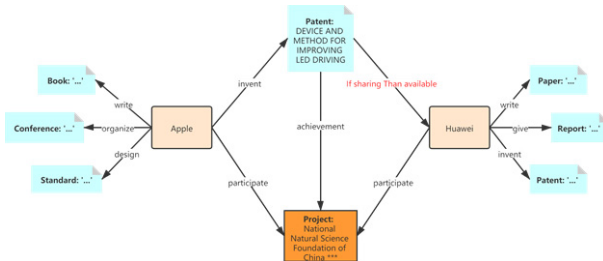 Patent:
DEVICE AND
METHOD FOR
IMPROVING
LED DRIVING
Book: '...'
invent
If sharing Than available
Paper: '...'
write
write
Conference: '...'
organize
Apple
achievement
Huawei
give
Report: '...'
design
invent
Standard: '...'
participate
participate
Patent: '...'
Project:
National
Natural Science
Foundation of
China ***